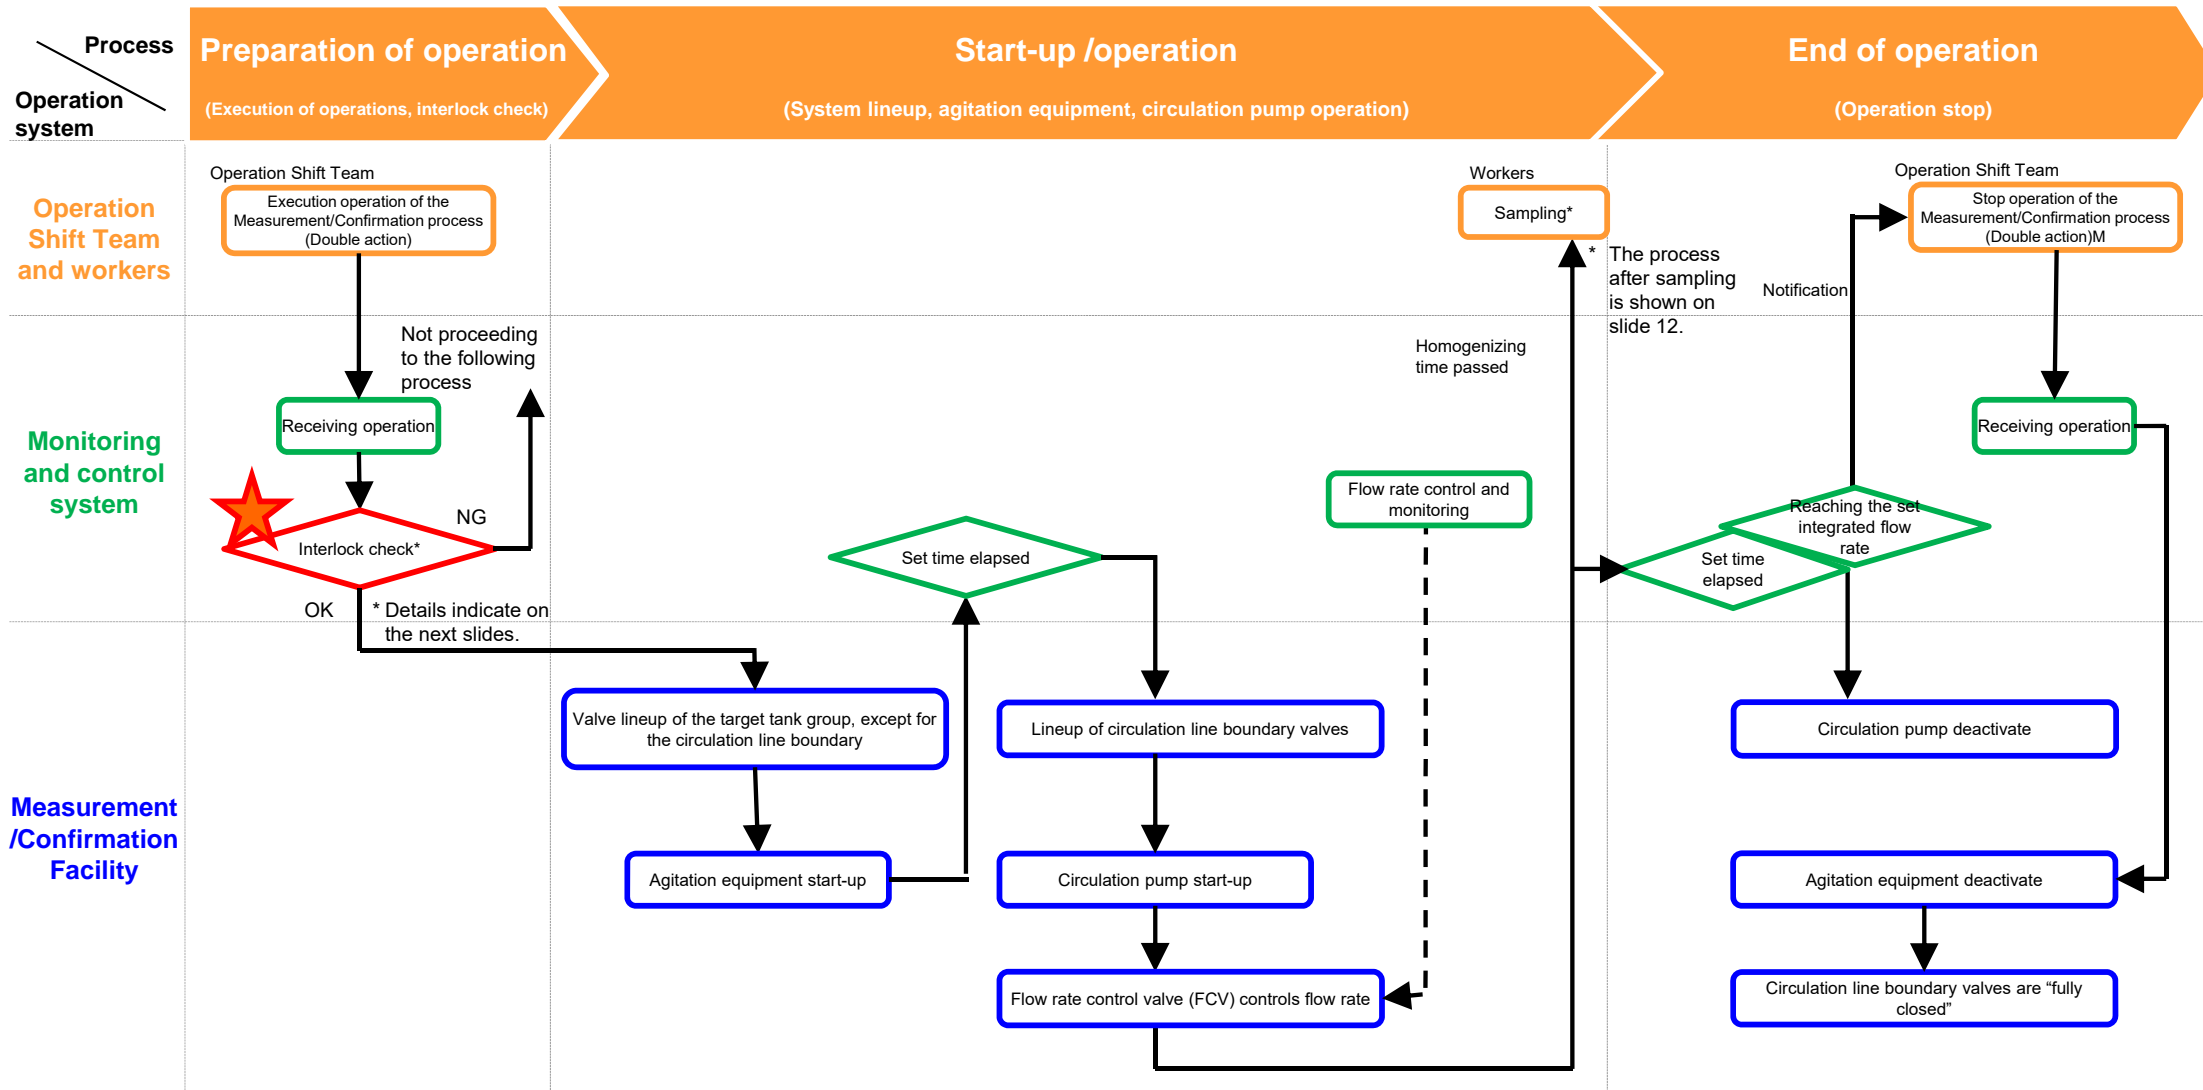 Process
Operation
system
Preparation of operation
(Execution of operations, interlock check)
Start-up /operation
(System lineup, agitation equipment, circulation pump operation)
End of operation
(Operation stop)
Operation
Shift Team
and workers
Operation Shift Team
Execution operation of the
Measurement/Confirmation process
(Double action)
Workers
Sampling*
* The process
after sampling
is shown on
slide 12.
Operation Shift Team
Stop operation of the
Measurement/Confirmation process
(Double action)M
Notification
Monitoring
and control
system
Not proceeding
to the following
process
Receiving operation
NG
Interlock check*
OK
* Details indicate on
the next slides.
Set time elapsed
Homogenizing
time passed
Flow rate control and
monitoring
Receiving operation
Reaching the set
integrated flow
rate
Set time
elapsed
Measurement
/Confirmation
Facility
Valve lineup of the target tank group, except for
the circulation line boundary
Agitation equipment start-up
Lineup of circulation line boundary valves
Circulation pump start-up
Flow rate control valve (FCV) controls flow rate
Circulation pump deactivate
Agitation equipment deactivate
Circulation line boundary valves are “fully
closed”